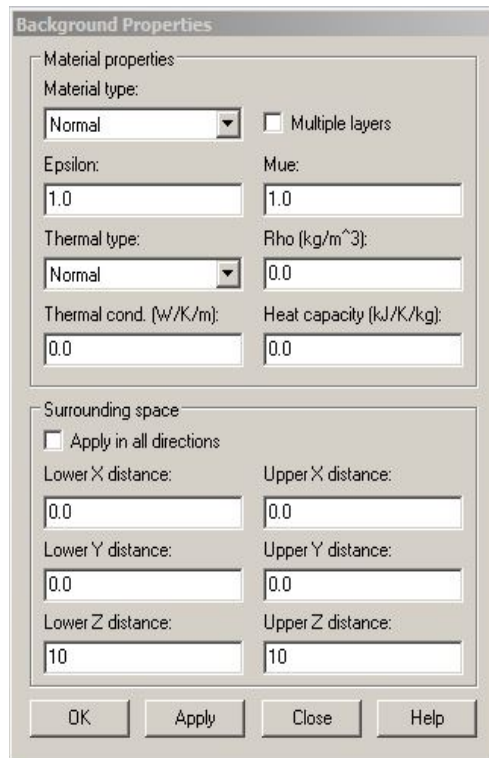 Background Properties
Material properties
Material type:
Normal Multiple layers
Epsilon: Mue:
1.0 1.0
Thermal type: Rho (kg/m^3):
Normal 0.0
Thermal cond. (W/K/m): Heat capacity (kJ/K/kg):
0.0 0.0
Surrounding space
Apply in all directions
Lower X distance: Upper X distance:
0.0 0.0
Lower Y distance: Upper Y distance:
0.0 0.0
Lower Z distance: Upper Z distance:
10 10
OK Apply Close Help